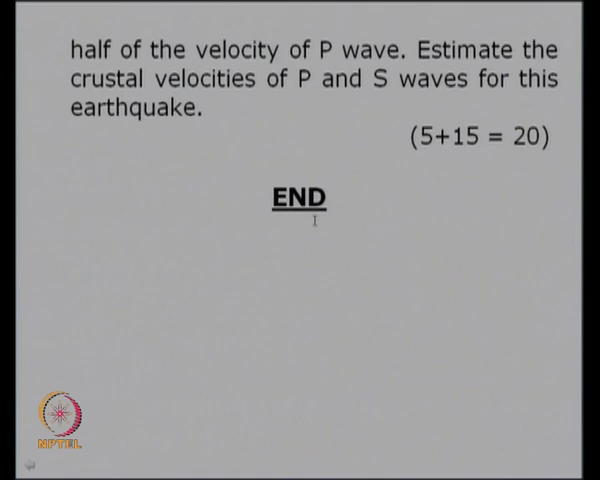 half of the velocity of P wave. Estimate the
crustal velocities of P and S waves for this
earthquake.
(5+15 = 20)
END
NPTEL